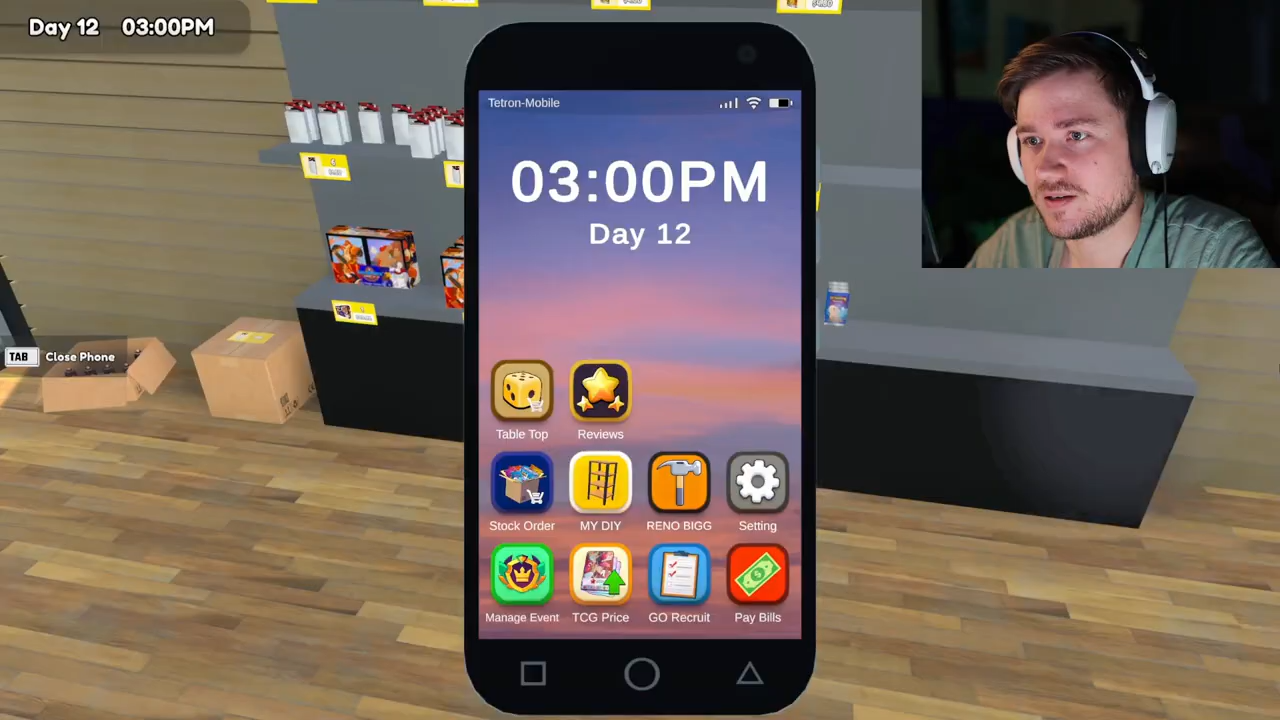 Day 12 03:00PM
Tetron-Mobile
03:00PM
Day 12
TAB Close Phone
Table Top Reviews
Stock Order MY DIY RENO BIGG Setting
Manage Event TCG Price GO Recruit Pay Bills